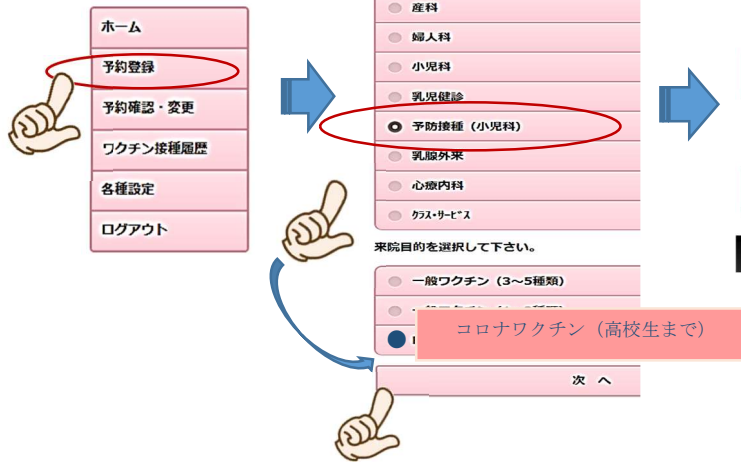 ホーム
予約登録
予約確認・変更
ワクチン接種履歴
各種設定
ログアウト
産科
婦人科
小児科
乳児健診
予防接種（小児科）
乳腺外来
心療内科
クラス・サービス
来院目的を選択して下さい。
一般ワクチン（3～5種類）
コロナワクチン（高校生まで）
次 へ